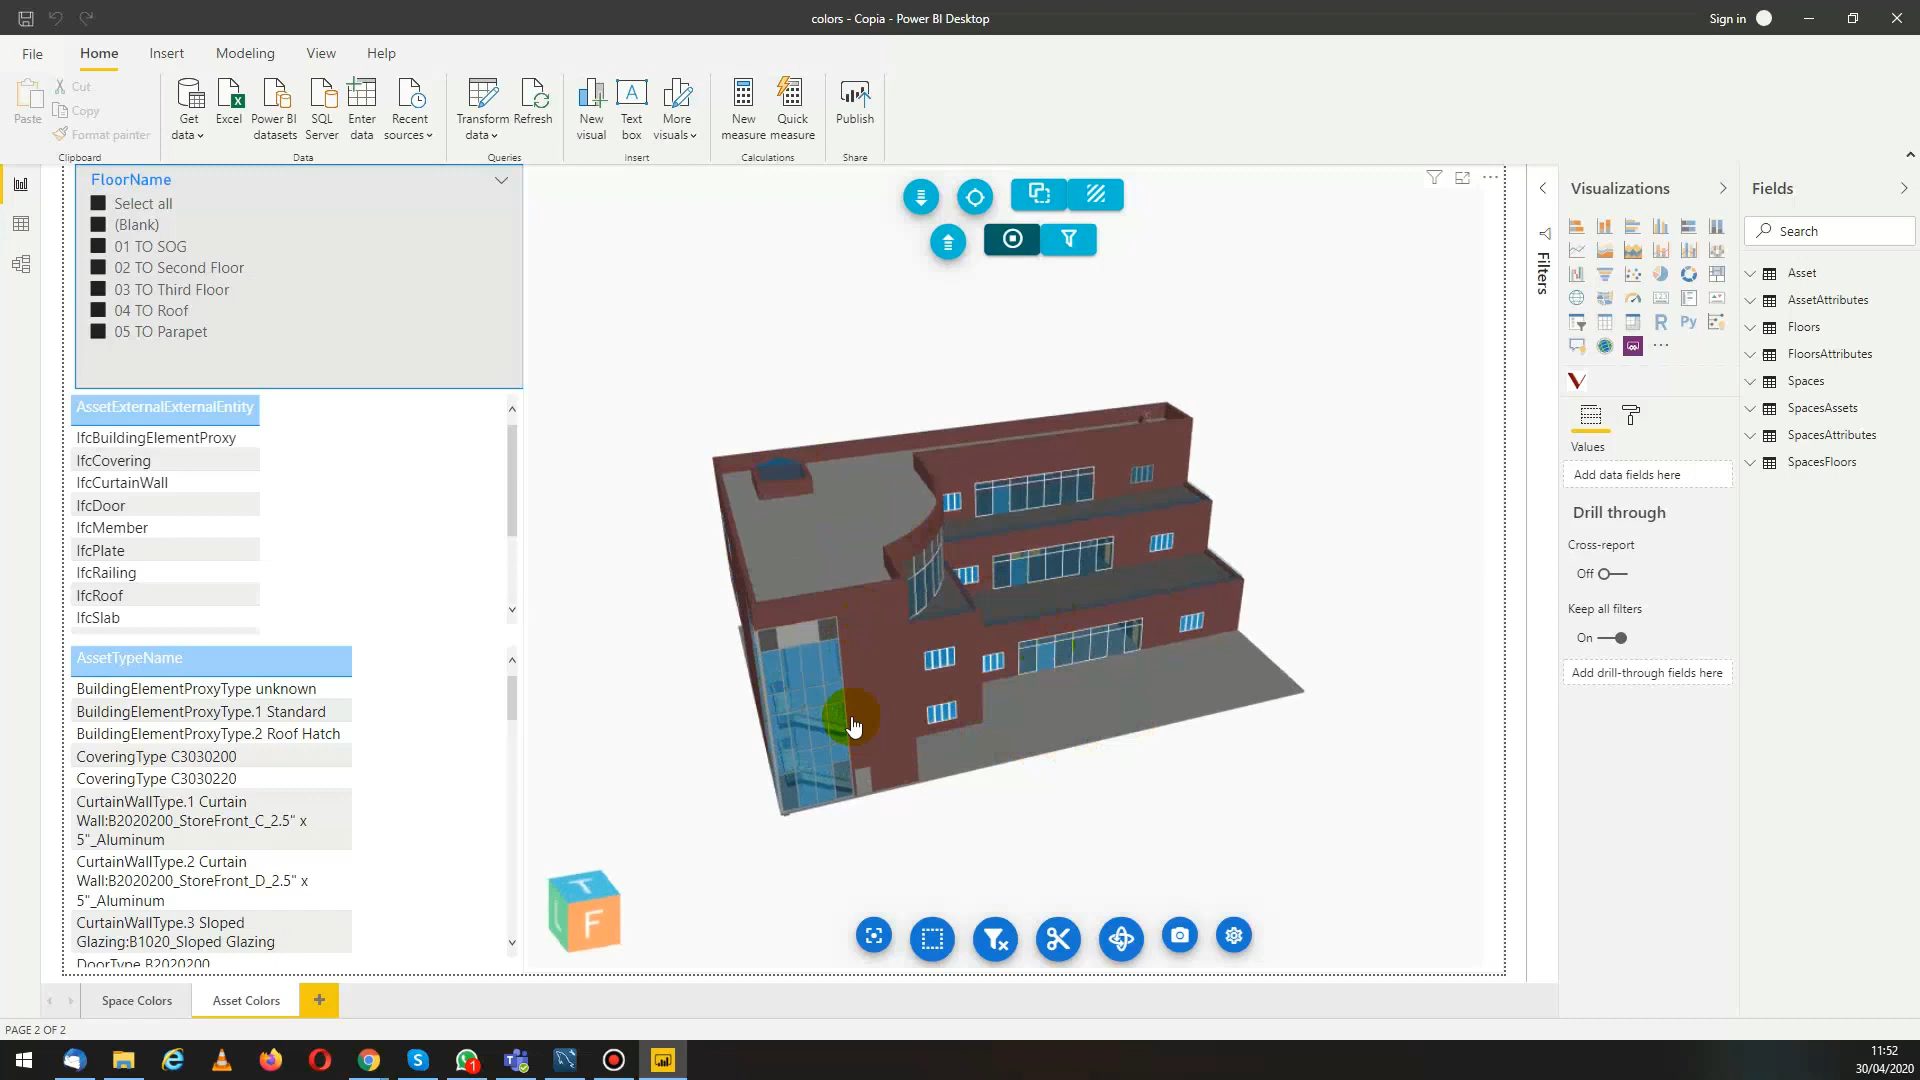 colors - Copia - Power BI Desktop
Sign in
File
Home
Insert
Modeling
View
Help
Paste
Cut
Copy
Format painter
Clipboard
Get data
Excel
Power BI datasets
SQL Server
Enter data
Recent sources
Data
Transform data
Refresh
Queries
New visual
Text box
More visuals
Insert
New measure
Quick measure
Calculations
Publish
Share
FloorName
Select all
(Blank)
01 TO SOG
02 TO Second Floor
03 TO Third Floor
04 TO Roof
05 TO Parapet
AssetExternalExternalEntity
IfcBuildingElementProxy
IfcCovering
IfcCurtainWall
IfcDoor
IfcMember
IfcPlate
IfcRailing
IfcRoof
IfcSlab
AssetTypeName
BuildingElementProxyType unknown
BuildingElementProxyType.1 Standard
BuildingElementProxyType.2 Roof Hatch
CoveringType C3030200
CoveringType C3030220
CurtainWallType.1 Curtain
Wall:B2020200_StoreFront_C_2.5" x
5"_Aluminum
CurtainWallType.2 Curtain
Wall:B2020200_StoreFront_D_2.5" x
5"_Aluminum
CurtainWallType.3 Sloped
Glazing:B1020_Sloped Glazing
DoorType B2020200
T
L
F
Filters
Visualizations
R
Py
Values
Add data fields here
Drill through
Cross-report
Off
Keep all filters
On
Add drill-through fields here
Fields
Search
Asset
AssetAttributes
Floors
FloorsAttributes
Spaces
SpacesAssets
SpacesAttributes
SpacesFloors
Space Colors
Asset Colors
+
PAGE 2 OF 2
1
11:52
30/04/2020